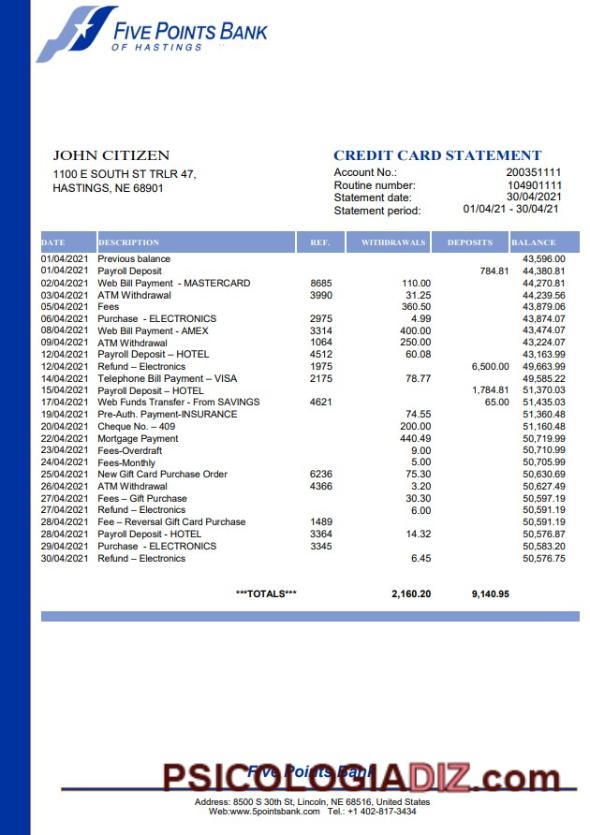 FIVE POINTS BANK
OF HASTINGS
JOHN CITIZEN
1100 E SOUTH ST TRLR 47,
HASTINGS, NE 68901
CREDIT CARD STATEMENT
Account No.: 200351111
Routine number: 104901111
Statement date: 30/04/2021
Statement period: 01/04/21 - 30/04/21
DATE DESCRIPTION REF. WITHDRAWALS DEPOSITS BALANCE
01/04/2021 Previous balance 43,596.00
01/04/2021 Payroll Deposit 784.81 44,380.81
02/04/2021 Web Bill Payment - MASTERCARD 8685 110.00 44,270.81
03/04/2021 ATM Withdrawal 3990 31.25 44,239.56
05/04/2021 Fees 360.50 43,879.06
06/04/2021 Purchase - ELECTRONICS 2975 4.99 43,874.07
08/04/2021 Web Bill Payment - AMEX 3314 400.00 43,474.07
09/04/2021 ATM Withdrawal 1064 250.00 43,224.07
12/04/2021 Payroll Deposit – HOTEL 4512 60.08 43,163.99
12/04/2021 Refund – Electronics 1975 6,500.00 49,663.99
14/04/2021 Telephone Bill Payment – VISA 2175 78.77 49,585.22
15/04/2021 Payroll Deposit – HOTEL 1,784.81 51,370.03
17/04/2021 Web Funds Transfer - From SAVINGS 4621 65.00 51,435.03
19/04/2021 Pre-Auth. Payment-INSURANCE 74.55 51,360.48
20/04/2021 Cheque No. – 409 200.00 51,160.48
22/04/2021 Mortgage Payment 440.49 50,719.99
23/04/2021 Fees-Overdraft 9.00 50,710.99
24/04/2021 Fees-Monthly 5.00 50,705.99
25/04/2021 New Gift Card Purchase Order 6236 75.30 50,630.69
26/04/2021 ATM Withdrawal 4366 3.20 50,627.49
27/04/2021 Fees – Gift Purchase 30.30 50,597.19
27/04/2021 Refund – Electronics 6.00 50,591.19
28/04/2021 Fee – Reversal Gift Card Purchase 1489 50,591.19
28/04/2021 Payroll Deposit - HOTEL 3364 14.32 50,576.87
29/04/2021 Purchase - ELECTRONICS 3345 50,583.20
30/04/2021 Refund – Electronics 6.45 50,576.75
***TOTALS*** 2,160.20 9,140.95
Five Points Bank
PSICOLOGIADIZ.com
Address: 8500 S 30th St, Lincoln, NE 68516, United States
Web:www.5pointsbank.com Tel.: +1 402-817-3434